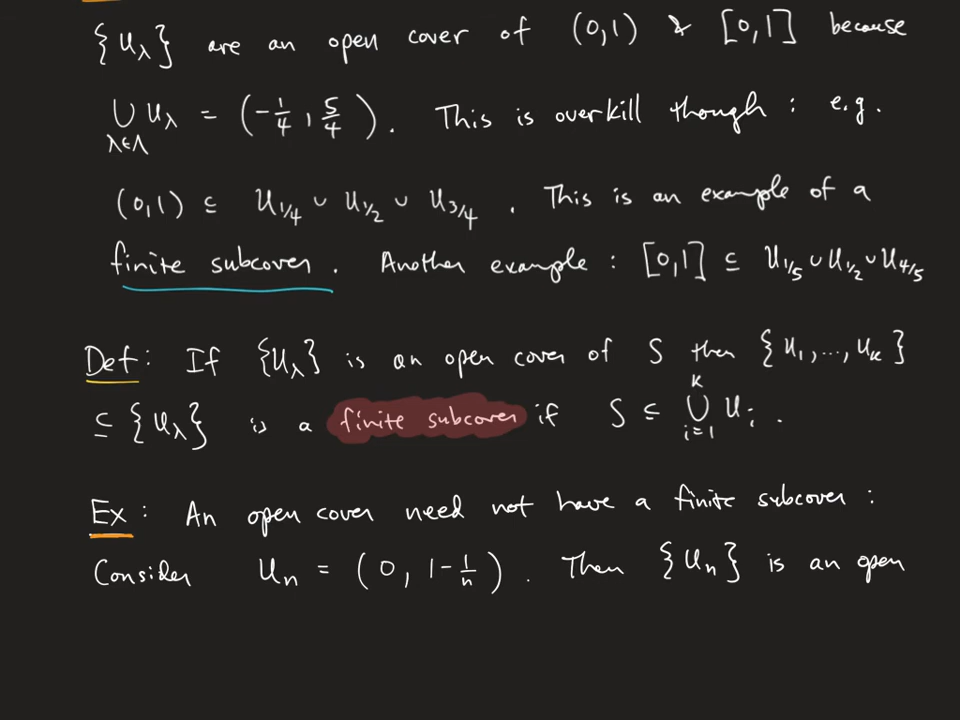 {U_λ} are an open cover of (0,1) & [0,1] because
⋃_{λ∈Λ} U_λ = (-1/4, 5/4). This is overkill though: e.g.
(0,1) ⊆ U_{1/4} ∪ U_{1/2} ∪ U_{3/4}. This is an example of a
finite subcover. Another example: [0,1] ⊆ U_{1/5} ∪ U_{1/2} ∪ U_{4/5}
Def: If {U_λ} is an open cover of S then {U_1, ..., U_k}
⊆ {U_λ} is a finite subcover if S ⊆ ⋃_{i=1}^{k} U_i.
Ex: An open cover need not have a finite subcover:
Consider U_n = (0, 1-1/n). Then {U_n} is an open